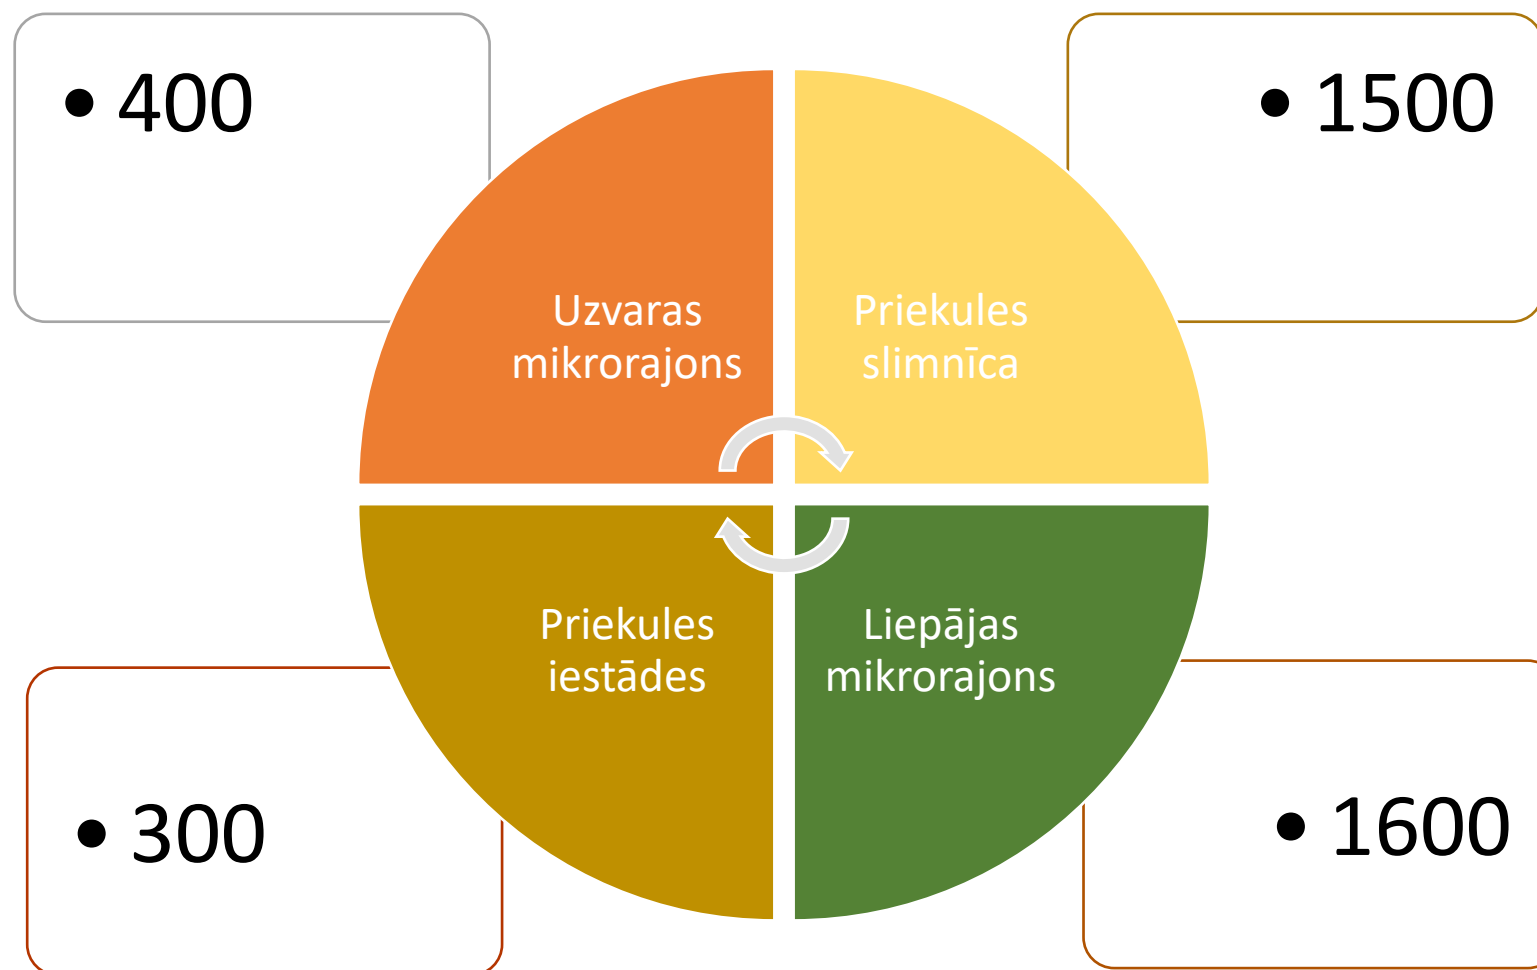 • 400
• 1500
Uzvaras
mikrorajons
Priekules
slimnīca
Priekules
iestādes
Liepājas
mikrorajons
• 300
• 1600